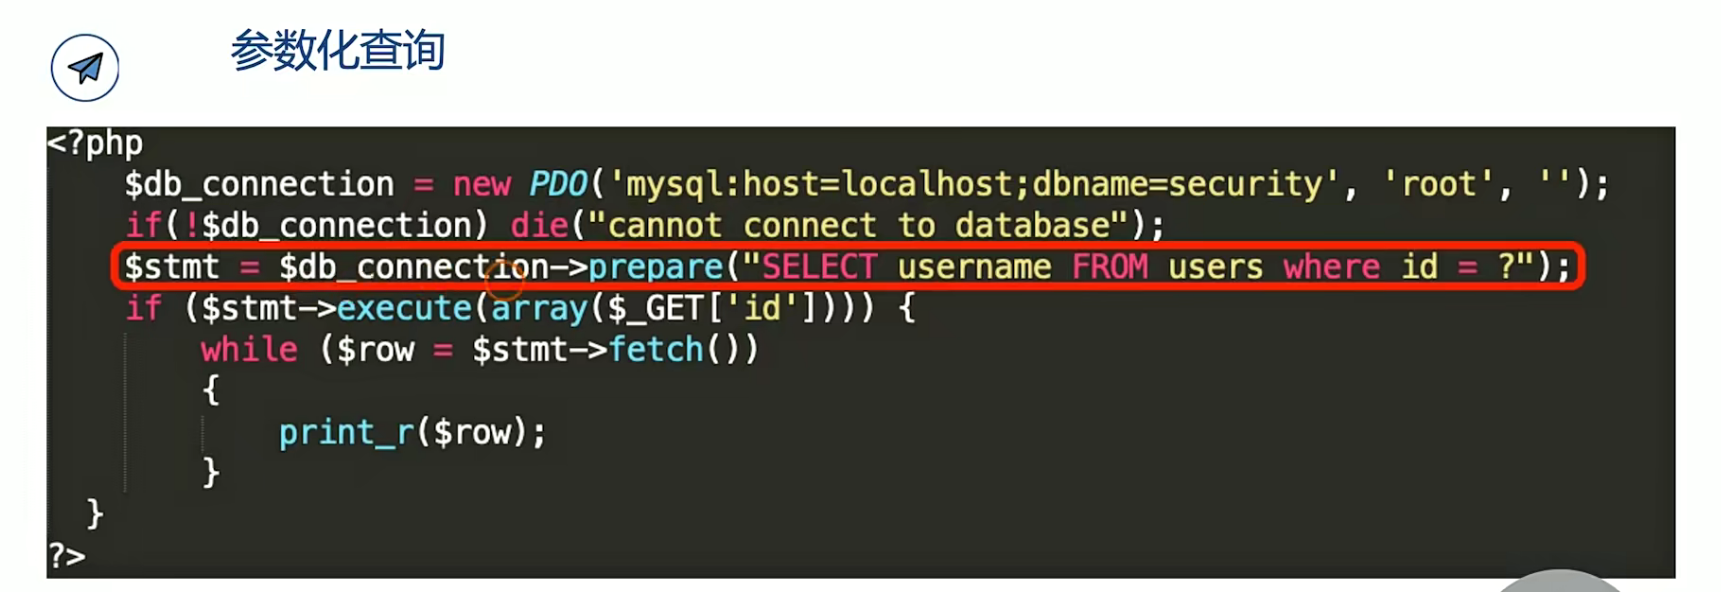 参数化查询
<?php
$db_connection = new PDO('mysql:host=localhost;dbname=security', 'root', '');
if(!$db_connection) die("cannot connect to database");
$stmt = $db_connection->prepare("SELECT username FROM users where id = ?");
if ($stmt->execute(array($_GET['id']))) {
while ($row = $stmt->fetch())
{
print_r($row);
}
}
?>